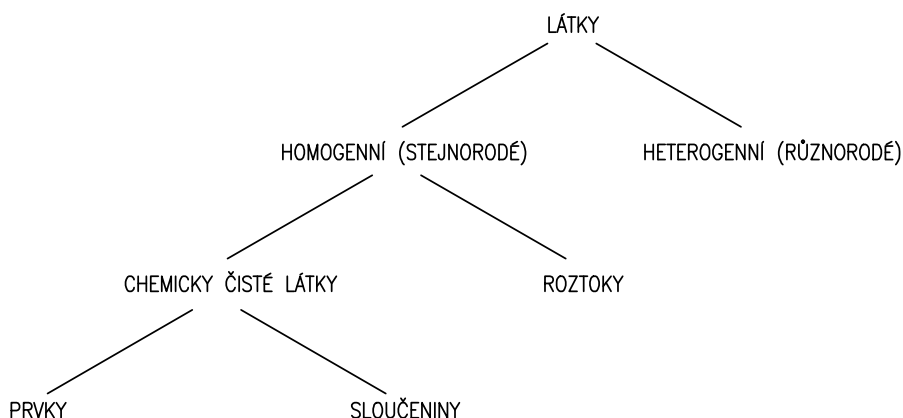 LÁTKY
HOMOGENNÍ (STEJNORODÉ) HETEROGENNÍ (RŮZNORODÉ)
CHEMICKY ČISTÉ LÁTKY ROZTOKY
PRVKY SLOUČENINY